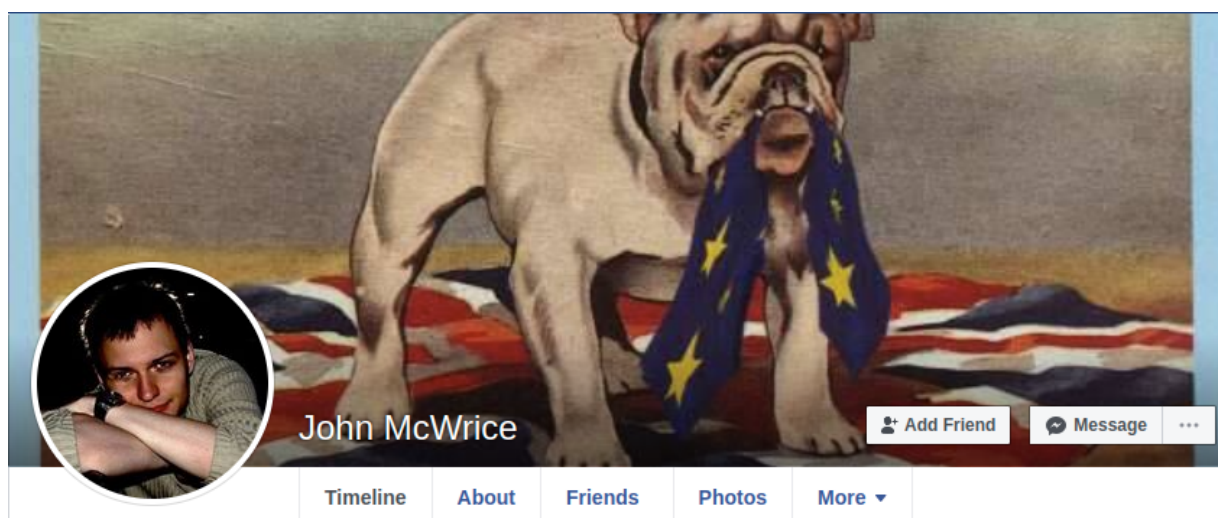 John McWrice
Add Friend
Message
Timeline
About
Friends
Photos
More